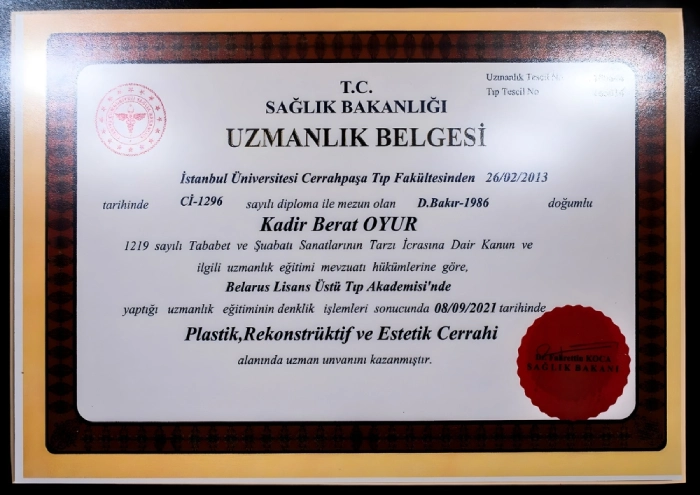 T.C.
SAĞLIK BAKANLIĞI
UZMANLIK BELGESİ
Uzmanlık Tescil No
Tıp Tescil No
İstanbul Üniversitesi Cerrahpaşa Tıp Fakültesinden 26/02/2013
tarihinde Cİ-1296 sayılı diploma ile mezun olan D.Bakır-1986 doğumlu
Kadir Berat OYUR
1219 sayılı Tababet ve Şuabatı Sanatlarının Tarzı İcrasına Dair Kanun ve
ilgili uzmanlık eğitimi mevzuatı hükümlerine göre,
Belarus Lisans Üstü Tıp Akademisi'nde
yaptığı uzmanlık eğitiminin denklik işlemleri sonucunda 08/09/2021 tarihinde
Plastik,Rekonstrüktif ve Estetik Cerrahi
alanında uzman unvanını kazanmıştır.
Dr. Fahrettin KOCA
SAĞLIK BAKANI